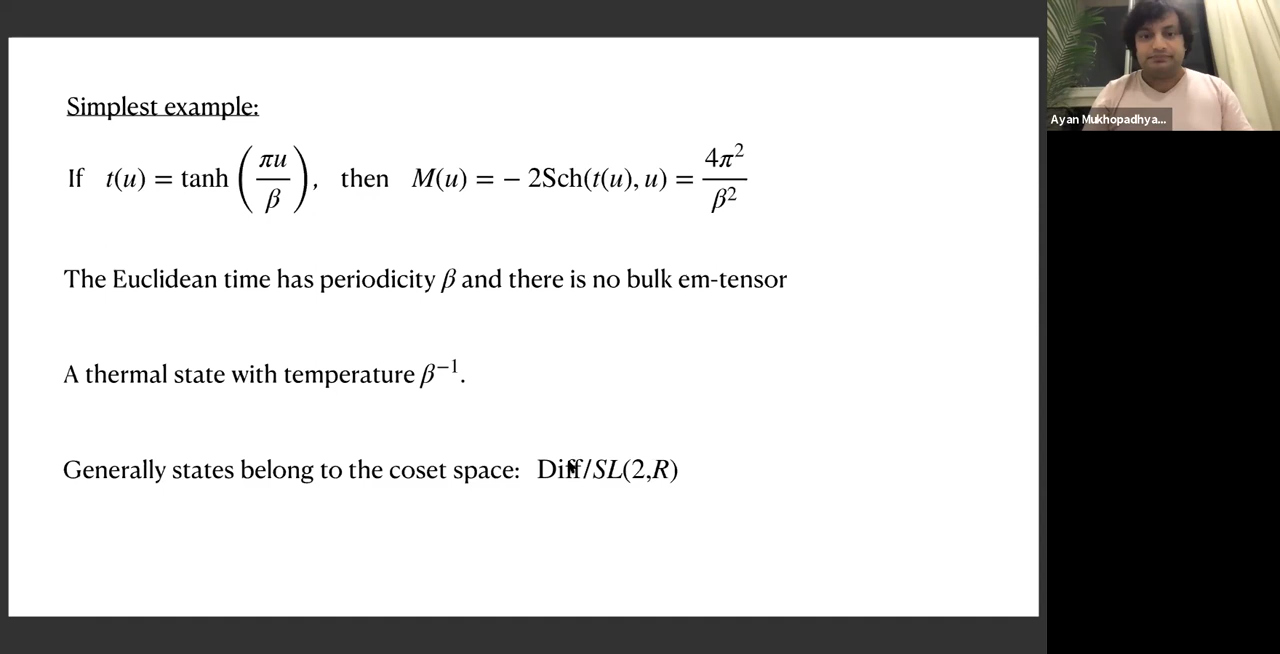 Simplest example:
If t(u) = tanh(πu/β), then M(u) = − 2Sch(t(u), u) = 4π²/β²
The Euclidean time has periodicity β and there is no bulk em-tensor
A thermal state with temperature β⁻¹.
Generally states belong to the coset space: Diff/SL(2,R)
Ayan Mukhopadhya...